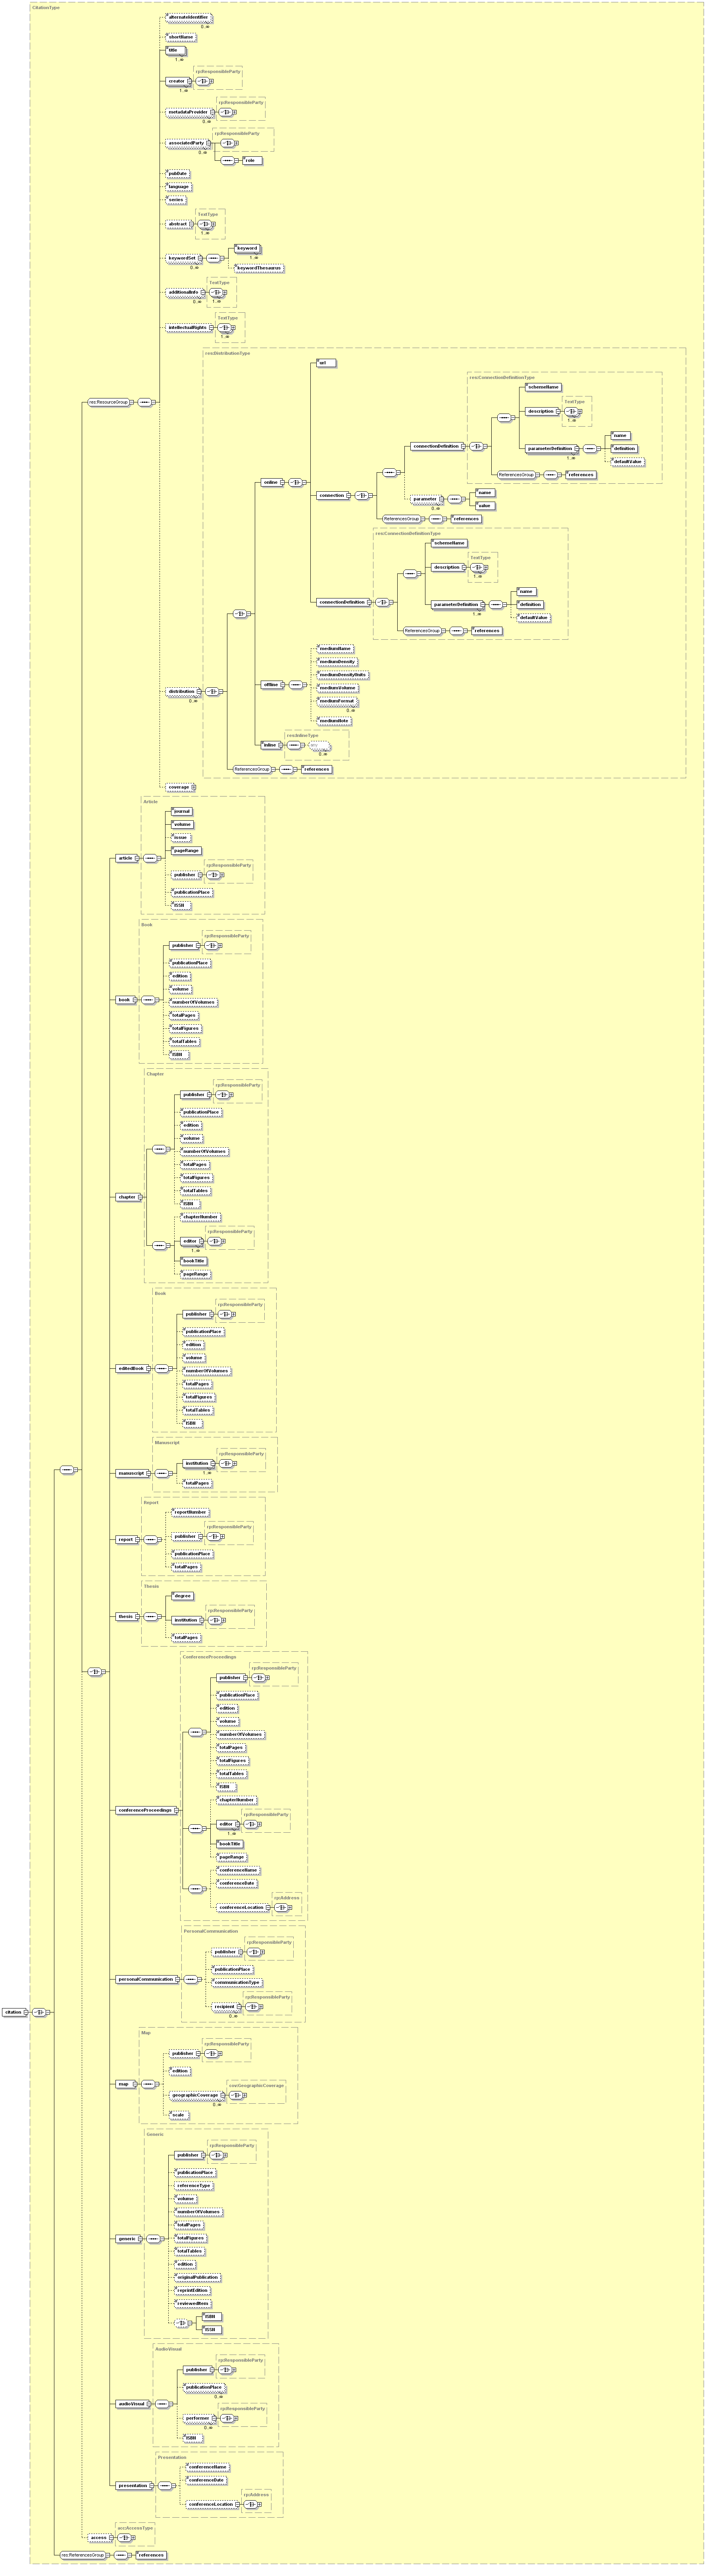 CitationType
alternateIdentifier
0..∞
shortName
title
1..∞
rp:ResponsibleParty
creator
1..∞
rp:ResponsibleParty
metadataProvider
0..∞
rp:ResponsibleParty
associatedParty
0..∞
role
pubDate
language
series
TextType
abstract
1..∞
keyword
1..∞
keywordSet
0..∞
keywordThesaurus
TextType
additionalInfo
0..∞
1..∞
TextType
intellectualRights
1..∞
res:DistributionType
url
res:ConnectionDefinitionType
schemeName
TextType
description
1..∞
res:ResourceGroup
name
connectionDefinition
parameterDefinition
definition
1..∞
defaultValue
ReferencesGroup
references
online
connection
name
parameter
0..∞
value
ReferencesGroup
references
res:ConnectionDefinitionType
schemeName
TextType
description
1..∞
name
connectionDefinition
parameterDefinition
definition
1..∞
defaultValue
ReferencesGroup
references
mediumName
mediumDensity
mediumDensityUnits
offline
mediumVolume
distribution
0..∞
mediumFormat
0..∞
mediumNote
res:InlineType
inline
any
0..∞
ReferencesGroup
references
coverage
Article
journal
volume
issue
pageRange
article
rp:ResponsibleParty
publisher
publicationPlace
ISSN
Book
rp:ResponsibleParty
publisher
publicationPlace
edition
volume
book
numberOfVolumes
totalPages
totalFigures
totalTables
ISBN
Chapter
rp:ResponsibleParty
publisher
publicationPlace
edition
volume
numberOfVolumes
totalPages
totalFigures
totalTables
chapter
ISBN
chapterNumber
rp:ResponsibleParty
editor
1..∞
bookTitle
pageRange
Book
rp:ResponsibleParty
publisher
publicationPlace
edition
volume
editedBook
numberOfVolumes
totalPages
totalFigures
totalTables
ISBN
Manuscript
rp:ResponsibleParty
institution
1..∞
manuscript
totalPages
Report
reportNumber
rp:ResponsibleParty
publisher
report
publicationPlace
totalPages
Thesis
degree
rp:ResponsibleParty
thesis
institution
totalPages
ConferenceProceedings
rp:ResponsibleParty
publisher
publicationPlace
edition
volume
numberOfVolumes
totalPages
totalFigures
totalTables
ISBN
chapterNumber
conferenceProceedings
rp:ResponsibleParty
editor
1..∞
bookTitle
pageRange
conferenceName
conferenceDate
rp:Address
conferenceLocation
PersonalCommunication
rp:ResponsibleParty
publisher
publicationPlace
personalCommunication
communicationType
rp:ResponsibleParty
recipient
0..∞
citation
Map
rp:ResponsibleParty
publisher
edition
map
cov:GeographicCoverage
geographicCoverage
0..∞
scale
Generic
rp:ResponsibleParty
publisher
publicationPlace
referenceType
volume
numberOfVolumes
totalPages
generic
totalFigures
totalTables
edition
originalPublication
reprintEdition
reviewedItem
ISBN
ISSN
AudioVisual
rp:ResponsibleParty
publisher
publicationPlace
0..∞
audioVisual
rp:ResponsibleParty
performer
0..∞
ISBN
Presentation
conferenceName
conferenceDate
presentation
rp:Address
conferenceLocation
acc:AccessType
access
res:ReferencesGroup
references